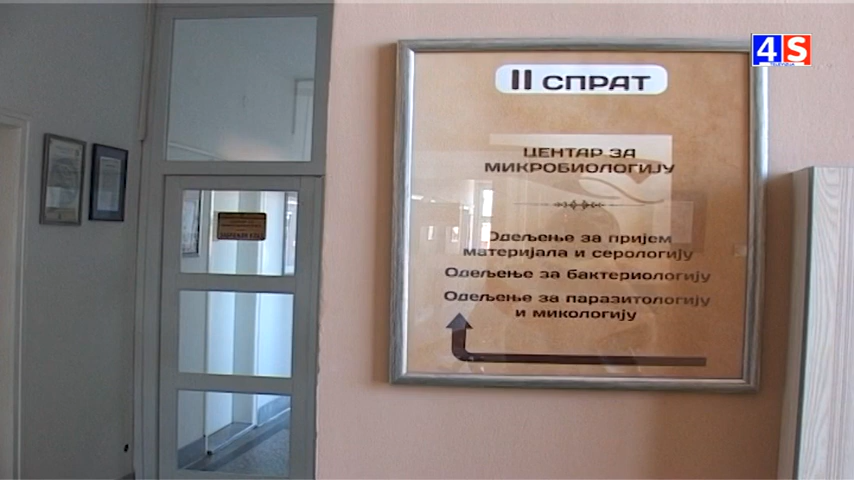 4S
II СПРАТ
ЦЕНТАР ЗА
МИКРОБИОЛОГИЈУ
Одељење за пријем
материјала и серологију
Одељење за бактериологију
Одељење за паразитологију
и микологију